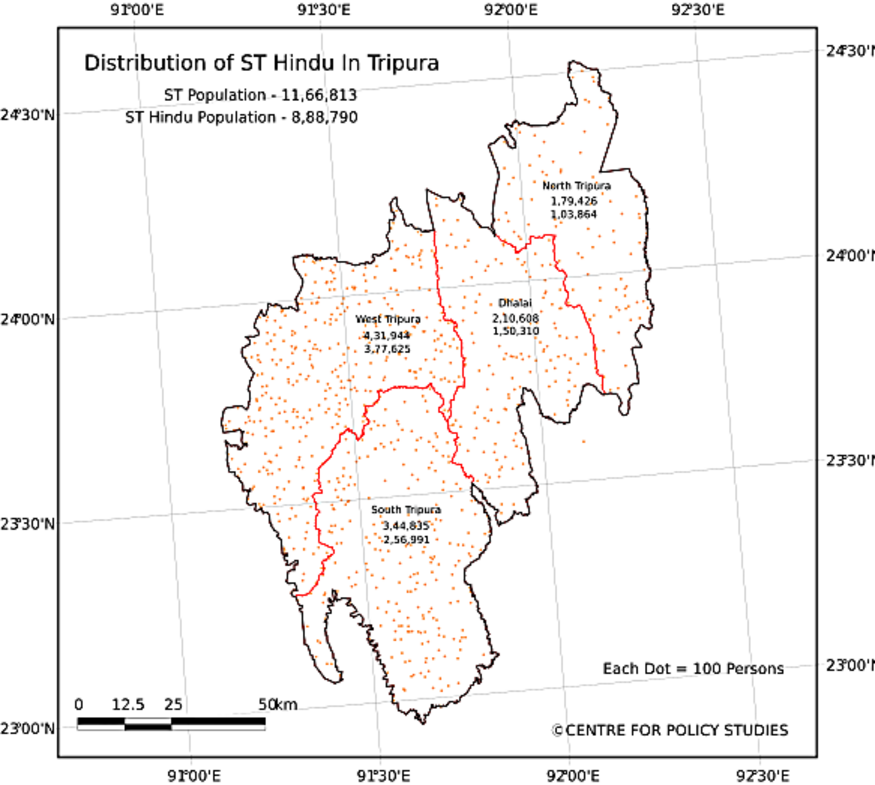 91°00'E 91°30'E 92°00'E 92°30'E
Distribution of ST Hindu In Tripura
ST Population - 11,66,813
ST Hindu Population - 8,88,790
24°30'N
24°30'N
North Tripura
1,79,426
1,03,864
24°00'N
Dhalai
2,10,608
1,50,310
West Tripura
4,31,944
3,77,625
24°00'N
23°30'N
South Tripura
3,44,835
2,56,991
23°30'N
23°00'N
Each Dot = 100 Persons
0 12.5 25 50km
23°00'N
©CENTRE FOR POLICY STUDIES
91°00'E 91°30'E 92°00'E 92°30'E